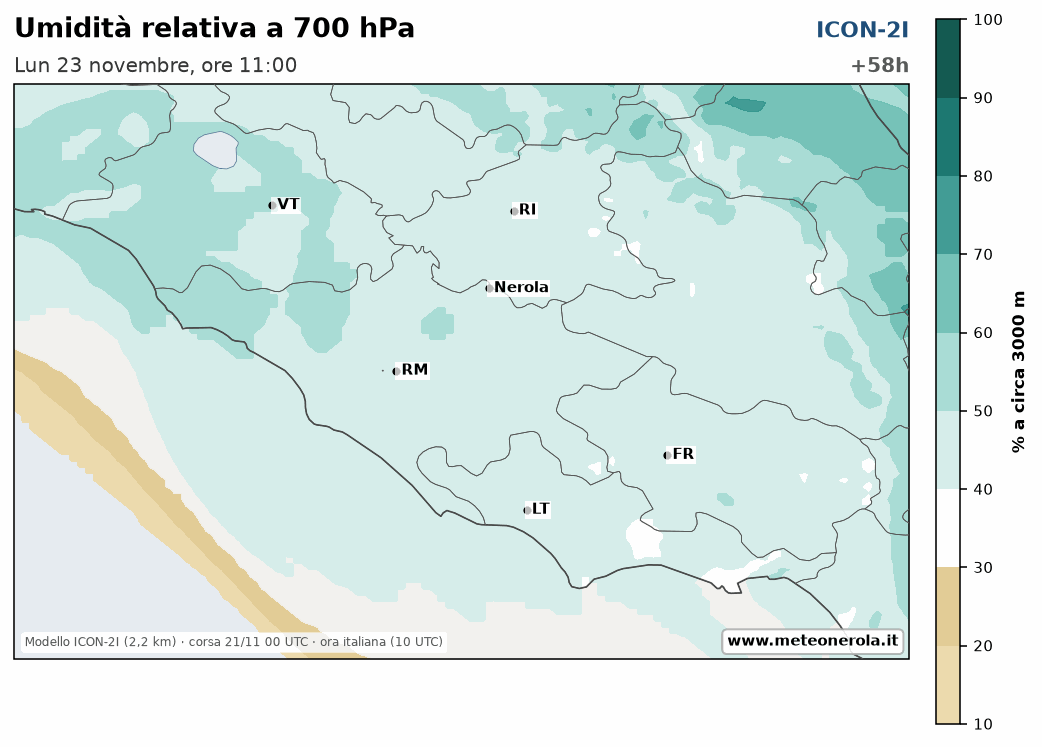 Umidità relativa a 700 hPa
ICON-2I
Lun 23 novembre, ore 11:00
+58h
100
90
80
70
60
50
40
30
20
10
% a circa 3000 m
VT
RI
Nerola
RM
FR
LT
Modello ICON-2I (2,2 km) · corsa 21/11 00 UTC · ora italiana (10 UTC)
www.meteonerola.it